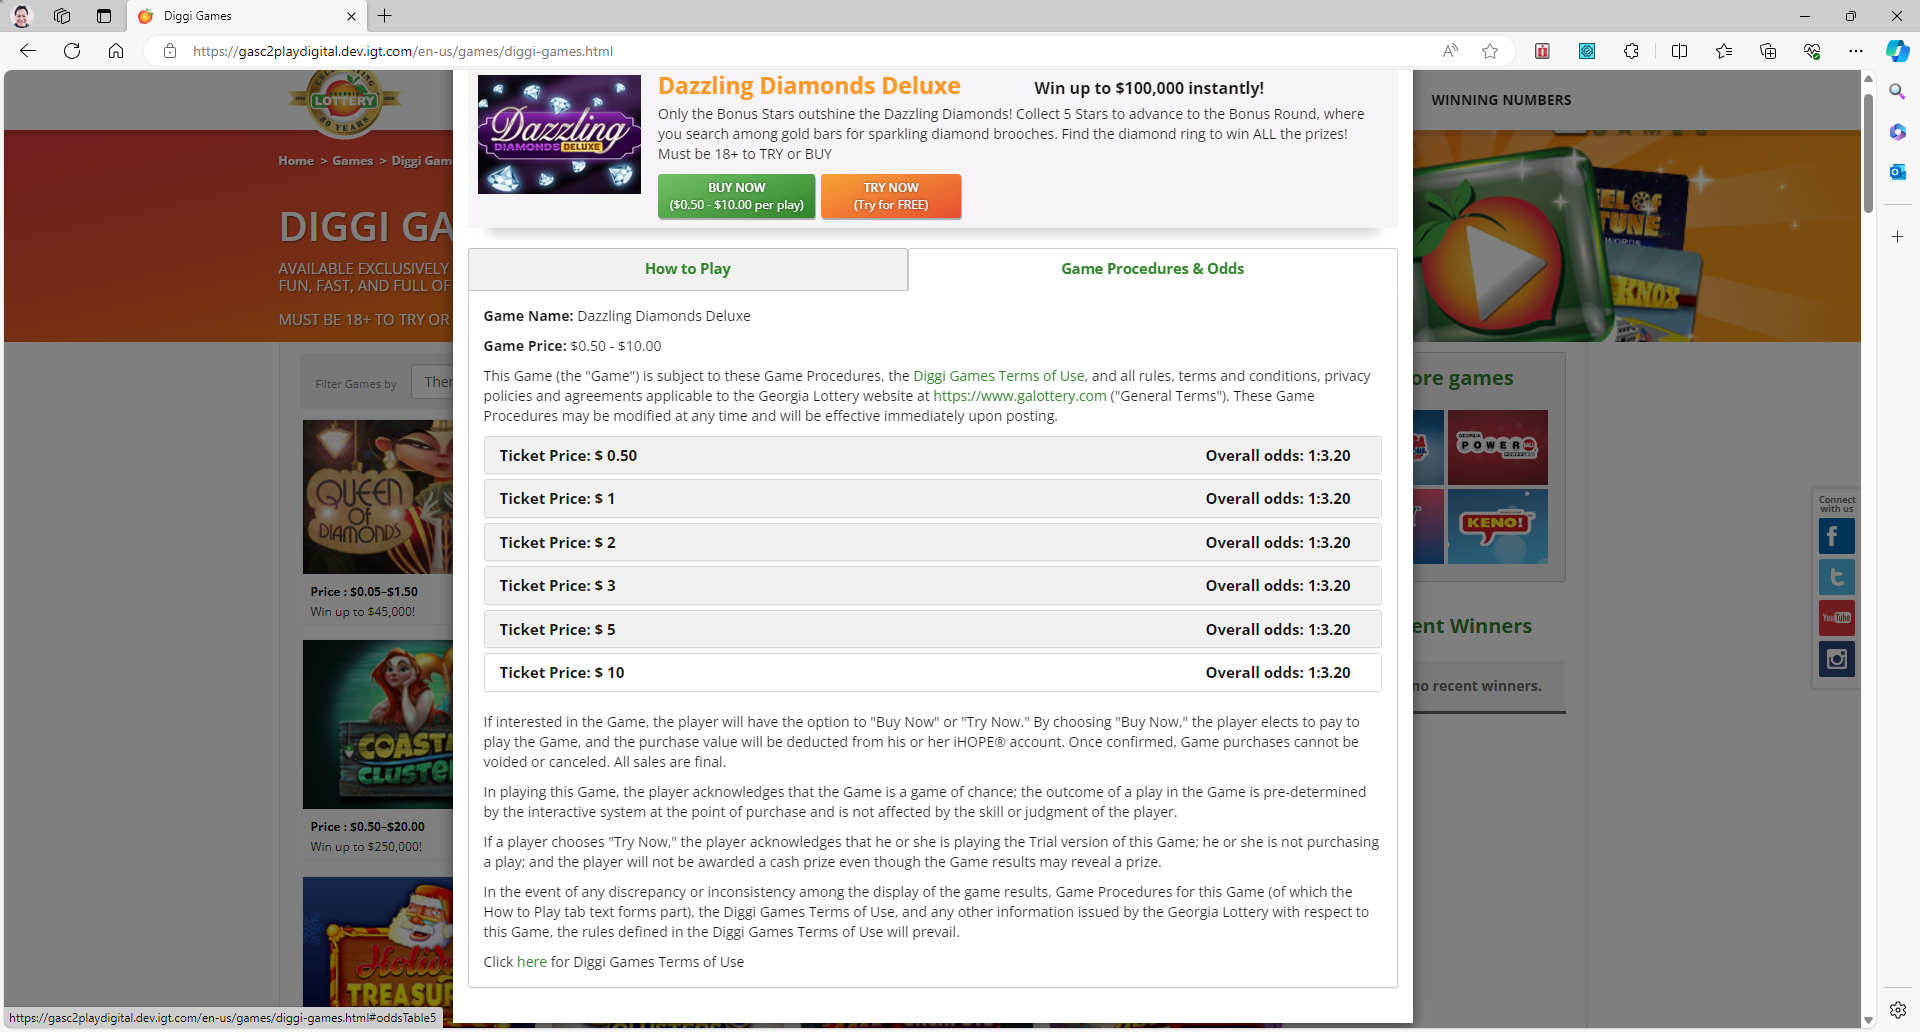 Diggi Games
https://gasc2playdigital.dev.igt.com/en-us/games/diggi-games.html
GEORGIA
LOTTERY
30 YEARS
WINNING NUMBERS
Home > Games > Diggi Gam
DIGGI GA
AVAILABLE EXCLUSIVELY
FUN, FAST, AND FULL OF
MUST BE 18+ TO TRY OR
Filter Games by
Ther
QUEEN
OF
DIAMONDS
Price : $0.05–$1.50
Win up to $45,000!
COASTA
CLUSTER
Price : $0.50–$20.00
Win up to $250,000!
Holid
TREASUR
Dazzling
DIAMONDS DELUXE
Dazzling Diamonds Deluxe
Win up to $100,000 instantly!
Only the Bonus Stars outshine the Dazzling Diamonds! Collect 5 Stars to advance to the Bonus Round, where
you search among gold bars for sparkling diamond brooches. Find the diamond ring to win ALL the prizes!
Must be 18+ to TRY or BUY
BUY NOW
($0.50 - $10.00 per play)
TRY NOW
(Try for FREE)
How to Play
Game Procedures & Odds
Game Name: Dazzling Diamonds Deluxe
Game Price: $0.50 - $10.00
This Game (the "Game") is subject to these Game Procedures, the Diggi Games Terms of Use, and all rules, terms and conditions, privacy
policies and agreements applicable to the Georgia Lottery website at https://www.galottery.com ("General Terms"). These Game
Procedures may be modified at any time and will be effective immediately upon posting.
Ticket Price: $ 0.50 Overall odds: 1:3.20
Ticket Price: $ 1 Overall odds: 1:3.20
Ticket Price: $ 2 Overall odds: 1:3.20
Ticket Price: $ 3 Overall odds: 1:3.20
Ticket Price: $ 5 Overall odds: 1:3.20
Ticket Price: $ 10 Overall odds: 1:3.20
If interested in the Game, the player will have the option to "Buy Now" or "Try Now." By choosing "Buy Now," the player elects to pay to
play the Game, and the purchase value will be deducted from his or her iHOPE® account. Once confirmed, Game purchases cannot be
voided or canceled. All sales are final.
In playing this Game, the player acknowledges that the Game is a game of chance; the outcome of a play in the Game is pre-determined
by the interactive system at the point of purchase and is not affected by the skill or judgment of the player.
If a player chooses "Try Now," the player acknowledges that he or she is playing the Trial version of this Game; he or she is not purchasing
a play; and the player will not be awarded a cash prize even though the Game results may reveal a prize.
In the event of any discrepancy or inconsistency among the display of the game results, Game Procedures for this Game (of which the
How to Play tab text forms part), the Diggi Games Terms of Use, and any other information issued by the Georgia Lottery with respect to
this Game, the rules defined in the Diggi Games Terms of Use will prevail.
Click here for Diggi Games Terms of Use
GAMES
EEL OF
TUNE
WORDS
KNOX
ore games
POWER
KENO!
ent Winners
no recent winners.
Connect
with us
YouTube
https://gasc2playdigital.dev.igt.com/en-us/games/diggi-games.html#oddsTable5